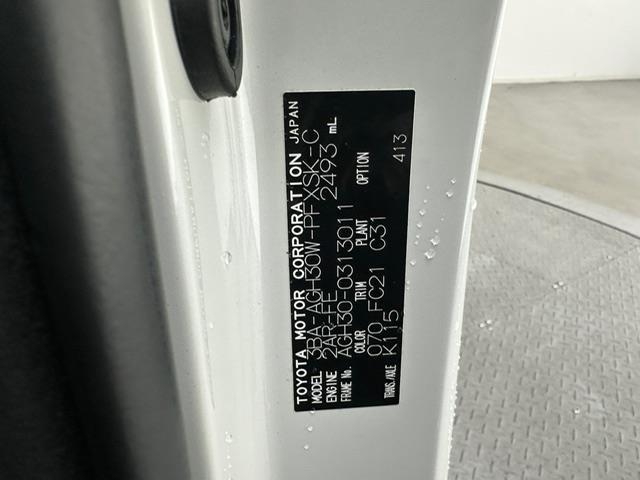 TOYOTA MOTOR CORPORATION JAPAN
MODEL 3BA-AGH30W-PFXSK-C
ENGINE 2AR-FE 2493 mL
FRAME No. AGH30-0313011
COLOR TRIM PLANT OPTION
070 FC21 C31 413
TRANS./AXLE K115